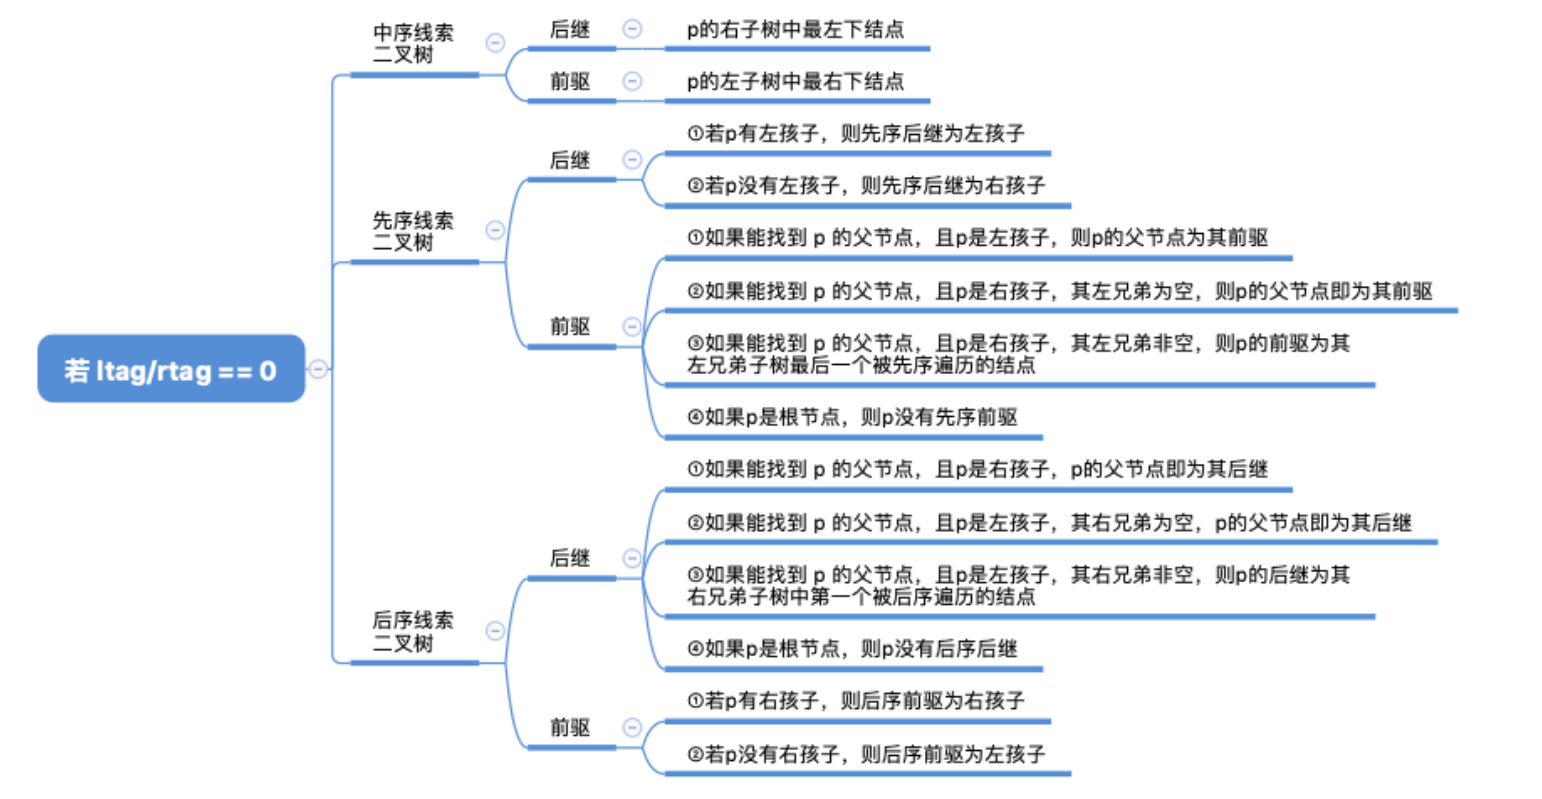 若 ltag/rtag == 0
中序线索
二叉树
后继
p的右子树中最左下结点
前驱
p的左子树中最右下结点
先序线索
二叉树
后继
①若p有左孩子，则先序后继为左孩子
②若p没有左孩子，则先序后继为右孩子
前驱
①如果能找到 p 的父节点，且p是左孩子，则p的父节点为其前驱
②如果能找到 p 的父节点，且p是右孩子，其左兄弟为空，则p的父节点即为其前驱
③如果能找到 p 的父节点，且p是右孩子，其左兄弟非空，则p的前驱为其
左兄弟子树最后一个被先序遍历的结点
④如果p是根节点，则p没有先序前驱
后序线索
二叉树
后继
①如果能找到 p 的父节点，且p是右孩子，p的父节点即为其后继
②如果能找到 p 的父节点，且p是左孩子，其右兄弟为空，p的父节点即为其后继
③如果能找到 p 的父节点，且p是左孩子，其右兄弟非空，则p的后继为其
右兄弟子树中第一个被后序遍历的结点
④如果p是根节点，则p没有后序后继
前驱
①若p有右孩子，则后序前驱为右孩子
②若p没有右孩子，则后序前驱为左孩子